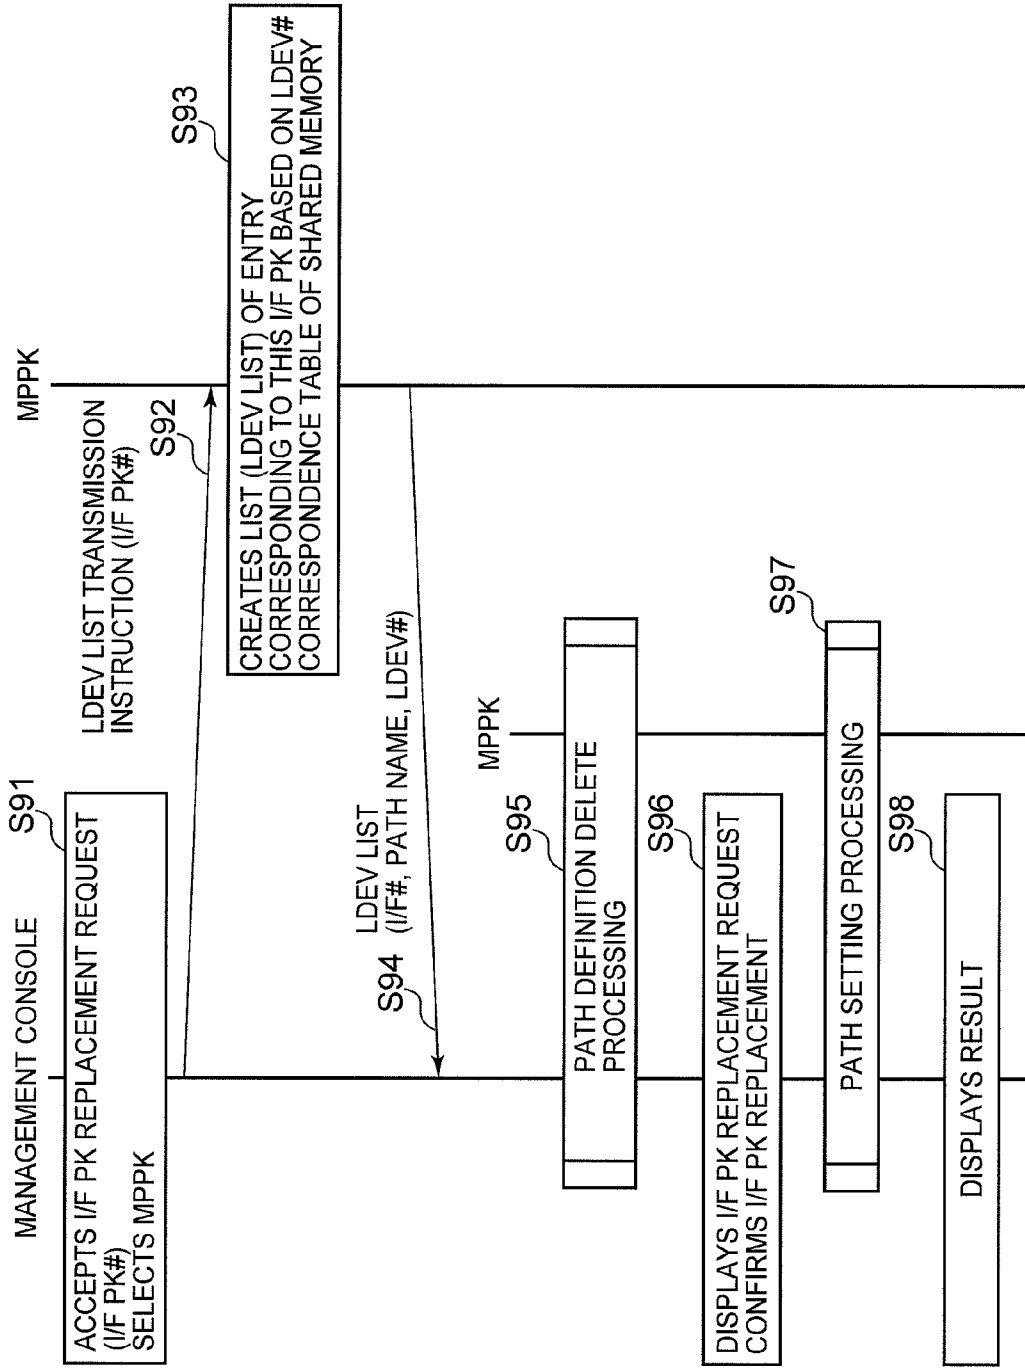 MANAGEMENT CONSOLE
MPPK
S91
ACCEPTS I/F PK REPLACEMENT REQUEST
(I/F PK#)
SELECTS MPPK
LDEV LIST TRANSMISSION
INSTRUCTION (I/F PK#)
S92
S93
CREATES LIST (LDEV LIST) OF ENTRY
CORRESPONDING TO THIS I/F PK BASED ON LDEV#
CORRESPONDENCE TABLE OF SHARED MEMORY
LDEV LIST
(I/F#, PATH NAME, LDEV#)
S94
MPPK
S95
PATH DEFINITION DELETE
PROCESSING
S96
DISPLAYS I/F PK REPLACEMENT REQUEST
CONFIRMS I/F PK REPLACEMENT
S97
PATH SETTING PROCESSING
S98
DISPLAYS RESULT